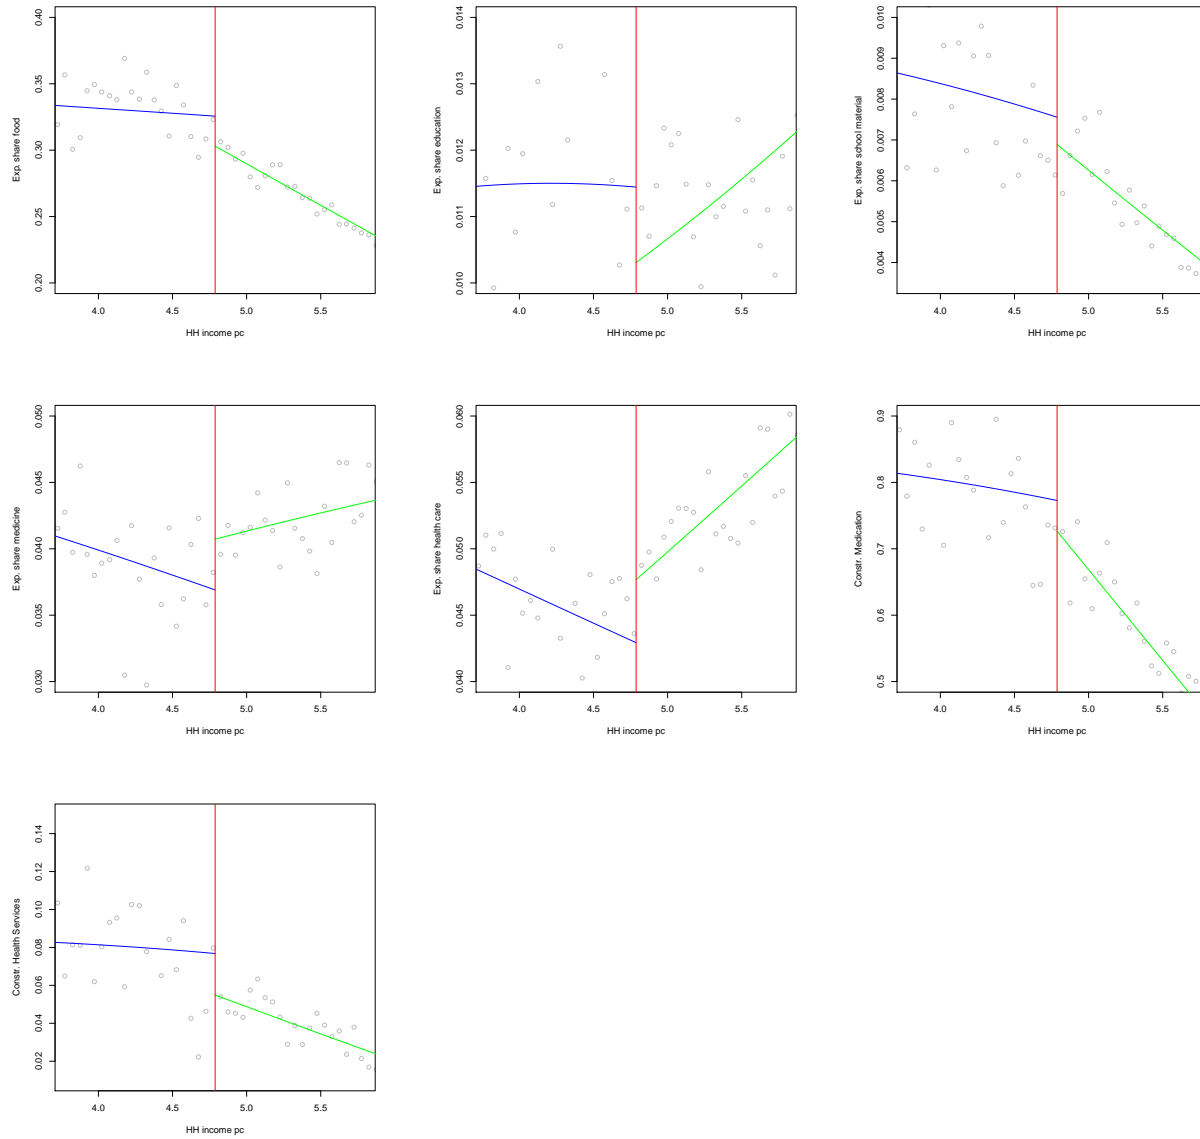 Exp. share food
0.40
0.35
0.30
0.25
0.20
4.0 4.5 5.0 5.5
HH income pc
Exp. share education
0.014
0.013
0.012
0.011
0.010
4.0 4.5 5.0 5.5
HH income pc
Exp. share school material
0.010
0.009
0.008
0.007
0.006
0.005
0.004
4.0 4.5 5.0 5.5
HH income pc
Exp. share medicine
0.050
0.045
0.040
0.035
0.030
4.0 4.5 5.0 5.5
HH income pc
Exp. share health care
0.060
0.055
0.050
0.045
0.040
4.0 4.5 5.0 5.5
HH income pc
Constr. Medication
0.9
0.8
0.7
0.6
0.5
4.0 4.5 5.0 5.5
HH income pc
Constr. Health Services
0.14
0.12
0.10
0.08
0.06
0.04
0.02
4.0 4.5 5.0 5.5
HH income pc